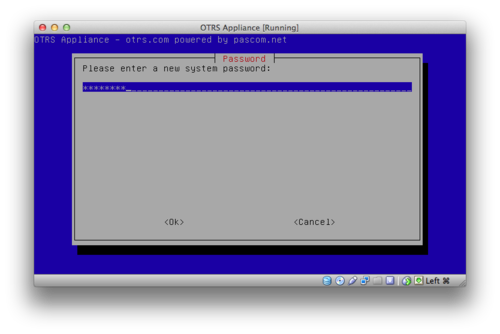 OTRS Appliance [Running]
OTRS Appliance - otrs.com powered by pascom.net
Password
Please enter a new system password:
********_
<Ok> <Cancel>
Left ⌘